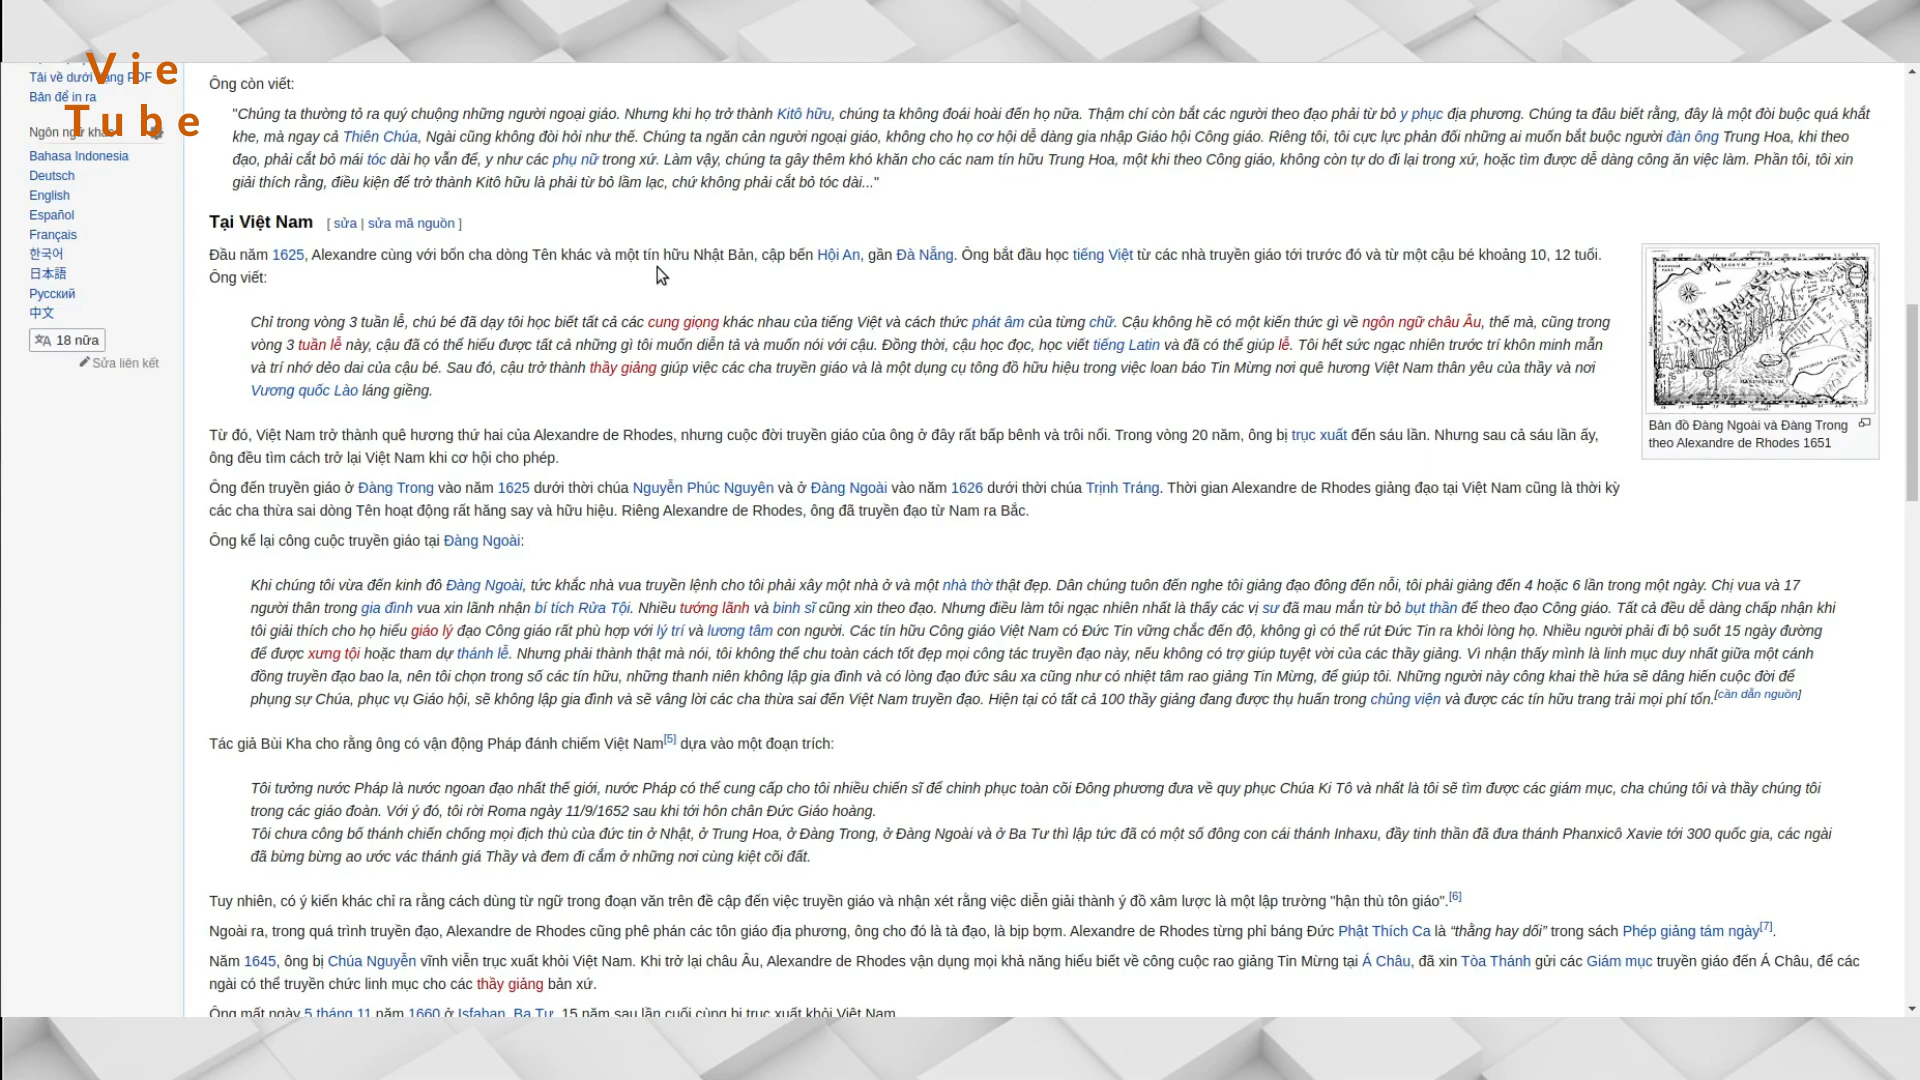 Vie
Tube
Tải về dưới dạng PDF
Bản để in ra
Ngôn ngữ khác
Bahasa Indonesia
Deutsch
English
Español
Français
한국어
日本語
Русский
中文
18 nữa
Sửa liên kết
Ông còn viết:
"Chúng ta thường tỏ ra quý chuộng những người ngoại giáo. Nhưng khi họ trở thành Kitô hữu, chúng ta không đoái hoài đến họ nữa. Thậm chí còn bắt các người theo đạo phải từ bỏ y phục địa phương. Chúng ta đâu biết rằng, đây là một đòi buộc quá khắt
khe, mà ngay cả Thiên Chúa, Ngài cũng không đòi hỏi như thế. Chúng ta ngăn cản người ngoại giáo, không cho họ cơ hội dễ dàng gia nhập Giáo hội Công giáo. Riêng tôi, tôi cực lực phản đối những ai muốn bắt buộc người đàn ông Trung Hoa, khi theo
đạo, phải cắt bỏ mái tóc dài họ vẫn để, y như các phụ nữ trong xứ. Làm vậy, chúng ta gây thêm khó khăn cho các nam tín hữu Trung Hoa, một khi theo Công giáo, không còn tự do đi lại trong xứ, hoặc tìm được dễ dàng công ăn việc làm. Phần tôi, tôi xin
giải thích rằng, điều kiện để trở thành Kitô hữu là phải từ bỏ lầm lạc, chứ không phải cắt bỏ tóc dài..."
Tại Việt Nam [ sửa | sửa mã nguồn ]
Đầu năm 1625, Alexandre cùng với bốn cha dòng Tên khác và một tín hữu Nhật Bản, cập bến Hội An, gần Đà Nẵng. Ông bắt đầu học tiếng Việt từ các nhà truyền giáo tới trước đó và từ một cậu bé khoảng 10, 12 tuổi.
Ông viết:
Chỉ trong vòng 3 tuần lễ, chú bé đã dạy tôi học biết tất cả các cung giọng khác nhau của tiếng Việt và cách thức phát âm của từng chữ. Cậu không hề có một kiến thức gì về ngôn ngữ châu Âu, thế mà, cũng trong
vòng 3 tuần lễ này, cậu đã có thể hiểu được tất cả những gì tôi muốn diễn tả và muốn nói với cậu. Đồng thời, cậu học đọc, học viết tiếng Latin và đã có thể giúp lễ. Tôi hết sức ngạc nhiên trước trí khôn minh mẫn
và trí nhớ dẻo dai của cậu bé. Sau đó, cậu trở thành thầy giảng giúp việc các cha truyền giáo và là một dụng cụ tông đồ hữu hiệu trong việc loan báo Tin Mừng nơi quê hương Việt Nam thân yêu của thầy và nơi
Vương quốc Lào láng giềng.
Bản đồ Đàng Ngoài và Đàng Trong
theo Alexandre de Rhodes 1651
Từ đó, Việt Nam trở thành quê hương thứ hai của Alexandre de Rhodes, nhưng cuộc đời truyền giáo của ông ở đây rất bấp bênh và trôi nổi. Trong vòng 20 năm, ông bị trục xuất đến sáu lần. Nhưng sau cả sáu lần ấy,
ông đều tìm cách trở lại Việt Nam khi cơ hội cho phép.
Ông đến truyền giáo ở Đàng Trong vào năm 1625 dưới thời chúa Nguyễn Phúc Nguyên và ở Đàng Ngoài vào năm 1626 dưới thời chúa Trịnh Tráng. Thời gian Alexandre de Rhodes giảng đạo tại Việt Nam cũng là thời kỳ
các cha thừa sai dòng Tên hoạt động rất hăng say và hữu hiệu. Riêng Alexandre de Rhodes, ông đã truyền đạo từ Nam ra Bắc.
Ông kể lại công cuộc truyền giáo tại Đàng Ngoài:
Khi chúng tôi vừa đến kinh đô Đàng Ngoài, tức khắc nhà vua truyền lệnh cho tôi phải xây một nhà ở và một nhà thờ thật đẹp. Dân chúng tuôn đến nghe tôi giảng đạo đông đến nỗi, tôi phải giảng đến 4 hoặc 6 lần trong một ngày. Chị vua và 17
người thân trong gia đình vua xin lãnh nhận bí tích Rửa Tội. Nhiều tướng lãnh và binh sĩ cũng xin theo đạo. Nhưng điều làm tôi ngạc nhiên nhất là thấy các vị sư đã mau mắn từ bỏ bụt thần để theo đạo Công giáo. Tất cả đều dễ dàng chấp nhận khi
tôi giải thích cho họ hiểu giáo lý đạo Công giáo rất phù hợp với lý trí và lương tâm con người. Các tín hữu Công giáo Việt Nam có Đức Tin vững chắc đến độ, không gì có thể rút Đức Tin ra khỏi lòng họ. Nhiều người phải đi bộ suốt 15 ngày đường
để được xưng tội hoặc tham dự thánh lễ. Nhưng phải thành thật mà nói, tôi không thể chu toàn cách tốt đẹp mọi công tác truyền đạo này, nếu không có trợ giúp tuyệt vời của các thầy giảng. Vì nhận thấy mình là linh mục duy nhất giữa một cánh
đồng truyền đạo bao la, nên tôi chọn trong số các tín hữu, những thanh niên không lập gia đình và có lòng đạo đức sâu xa cũng như có nhiệt tâm rao giảng Tin Mừng, để giúp tôi. Những người này công khai thề hứa sẽ dâng hiến cuộc đời để
phụng sự Chúa, phục vụ Giáo hội, sẽ không lập gia đình và sẽ vâng lời các cha thừa sai đến Việt Nam truyền đạo. Hiện tại có tất cả 100 thầy giảng đang được thụ huấn trong chủng viện và được các tín hữu trang trải mọi phí tổn.[cần dẫn nguồn]
Tác giả Bùi Kha cho rằng ông có vận động Pháp đánh chiếm Việt Nam[5] dựa vào một đoạn trích:
Tôi tưởng nước Pháp là nước ngoan đạo nhất thế giới, nước Pháp có thể cung cấp cho tôi nhiều chiến sĩ để chinh phục toàn cõi Đông phương đưa về quy phục Chúa Ki Tô và nhất là tôi sẽ tìm được các giám mục, cha chúng tôi và thầy chúng tôi
trong các giáo đoàn. Với ý đó, tôi rời Roma ngày 11/9/1652 sau khi tới hôn chân Đức Giáo hoàng.
Tôi chưa công bố thánh chiến chống mọi địch thù của đức tin ở Nhật, ở Trung Hoa, ở Đàng Trong, ở Đàng Ngoài và ở Ba Tư thì lập tức đã có một số đông con cái thánh Inhaxu, đầy tinh thần đã đưa thánh Phanxicô Xavie tới 300 quốc gia, các ngài
đã bừng bừng ao ước vác thánh giá Thầy và đem đi cắm ở những nơi cùng kiệt cõi đất.
Tuy nhiên, có ý kiến khác chỉ ra rằng cách dùng từ ngữ trong đoạn văn trên đề cập đến việc truyền giáo và nhận xét rằng việc diễn giải thành ý đồ xâm lược là một lập trường "hận thù tôn giáo".[6]
Ngoài ra, trong quá trình truyền đạo, Alexandre de Rhodes cũng phê phán các tôn giáo địa phương, ông cho đó là tà đạo, là bịp bợm. Alexandre de Rhodes từng phỉ báng Đức Phật Thích Ca là “thằng hay dối” trong sách Phép giảng tám ngày[7].
Năm 1645, ông bị Chúa Nguyễn vĩnh viễn trục xuất khỏi Việt Nam. Khi trở lại châu Âu, Alexandre de Rhodes vận dụng mọi khả năng hiểu biết về công cuộc rao giảng Tin Mừng tại Á Châu, đã xin Tòa Thánh gửi các Giám mục truyền giáo đến Á Châu, để các
ngài có thể truyền chức linh mục cho các thầy giảng bản xứ.
Ông mất ngày 5 tháng 11 năm 1660 ở Isfahan, Ba Tư, 15 năm sau lần cuối cùng bị trục xuất khỏi Việt Nam.